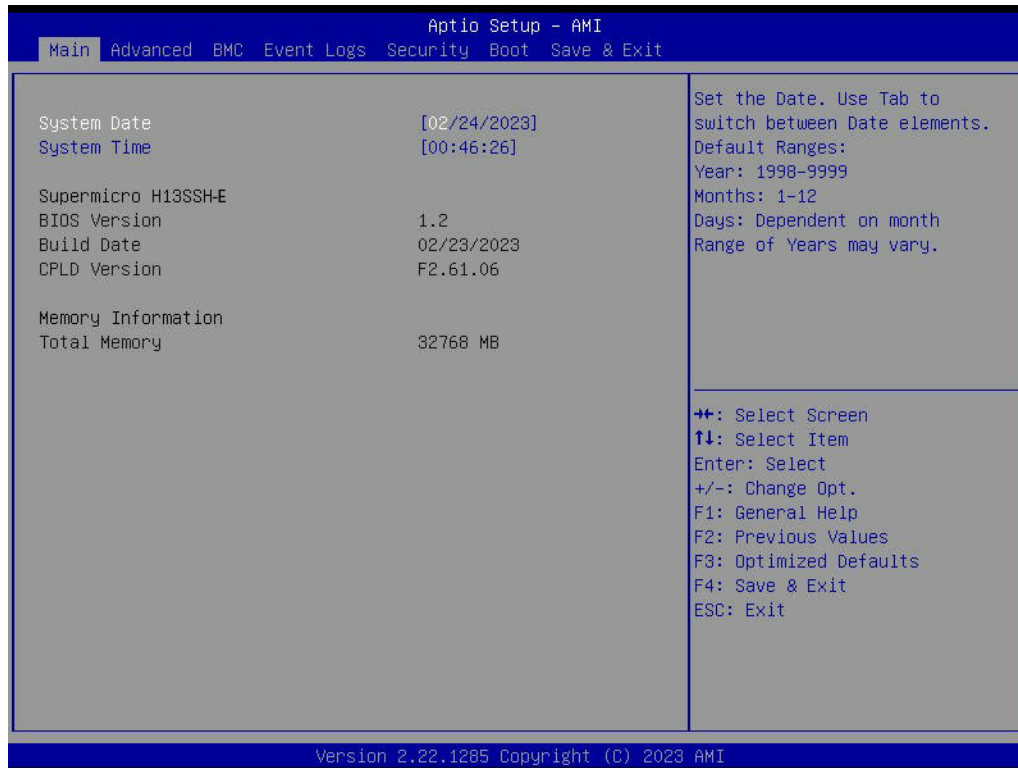 Aptio Setup – AMI
Main Advanced BMC Event Logs Security Boot Save & Exit
System Date [02/24/2023]
System Time [00:46:26]
Supermicro H13SSH-E
BIOS Version 1.2
Build Date 02/23/2023
CPLD Version F2.61.06
Memory Information
Total Memory 32768 MB
Set the Date. Use Tab to
switch between Date elements.
Default Ranges:
Year: 1998-9999
Months: 1-12
Days: Dependent on month
Range of Years may vary.
→←: Select Screen
↑↓: Select Item
Enter: Select
+/-: Change Opt.
F1: General Help
F2: Previous Values
F3: Optimized Defaults
F4: Save & Exit
ESC: Exit
Version 2.22.1285 Copyright (C) 2023 AMI